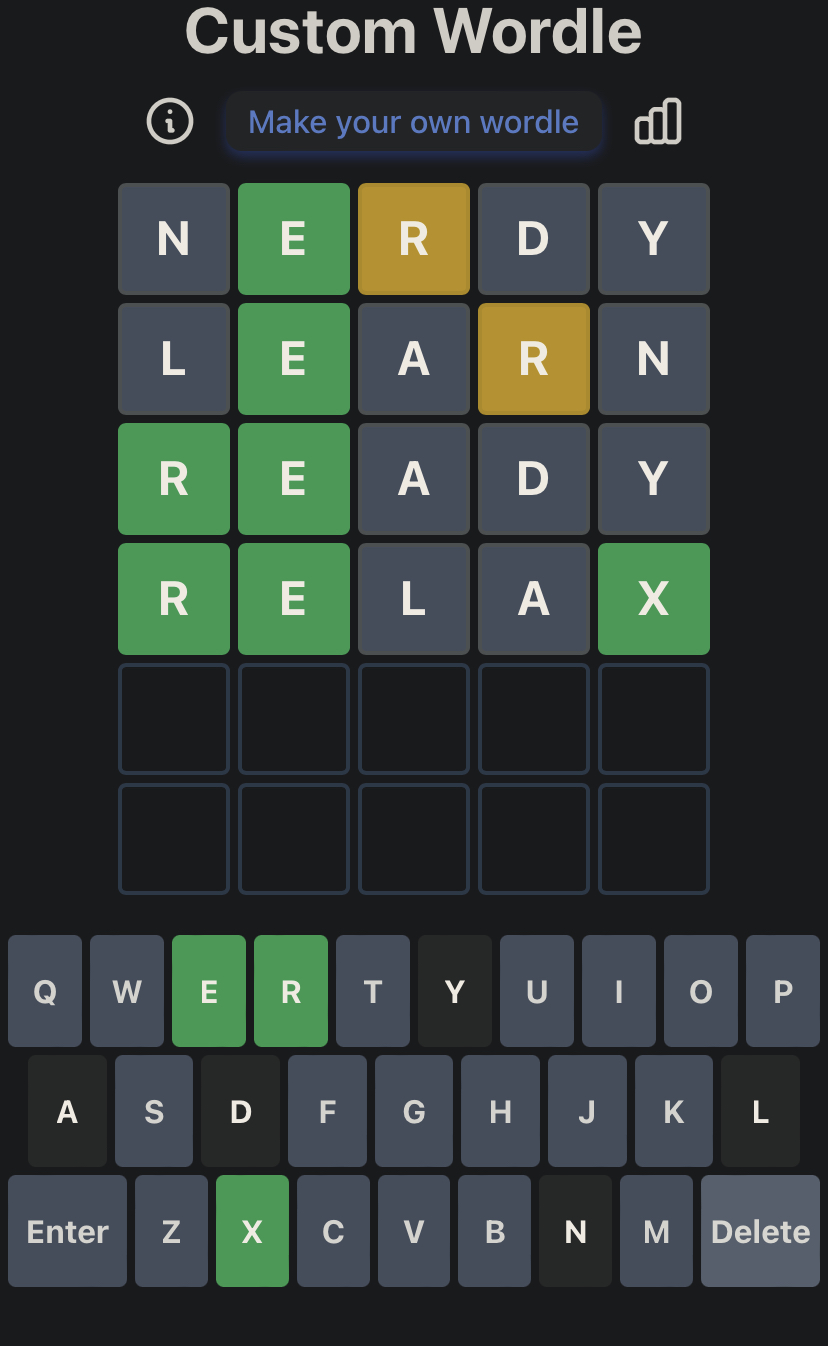 Custom Wordle
Make your own wordle
N E R D Y
L E A R N
R E A D Y
R E L A X
Q W E R T Y U I O P
A S D F G H J K L
Enter Z X C V B N M Delete